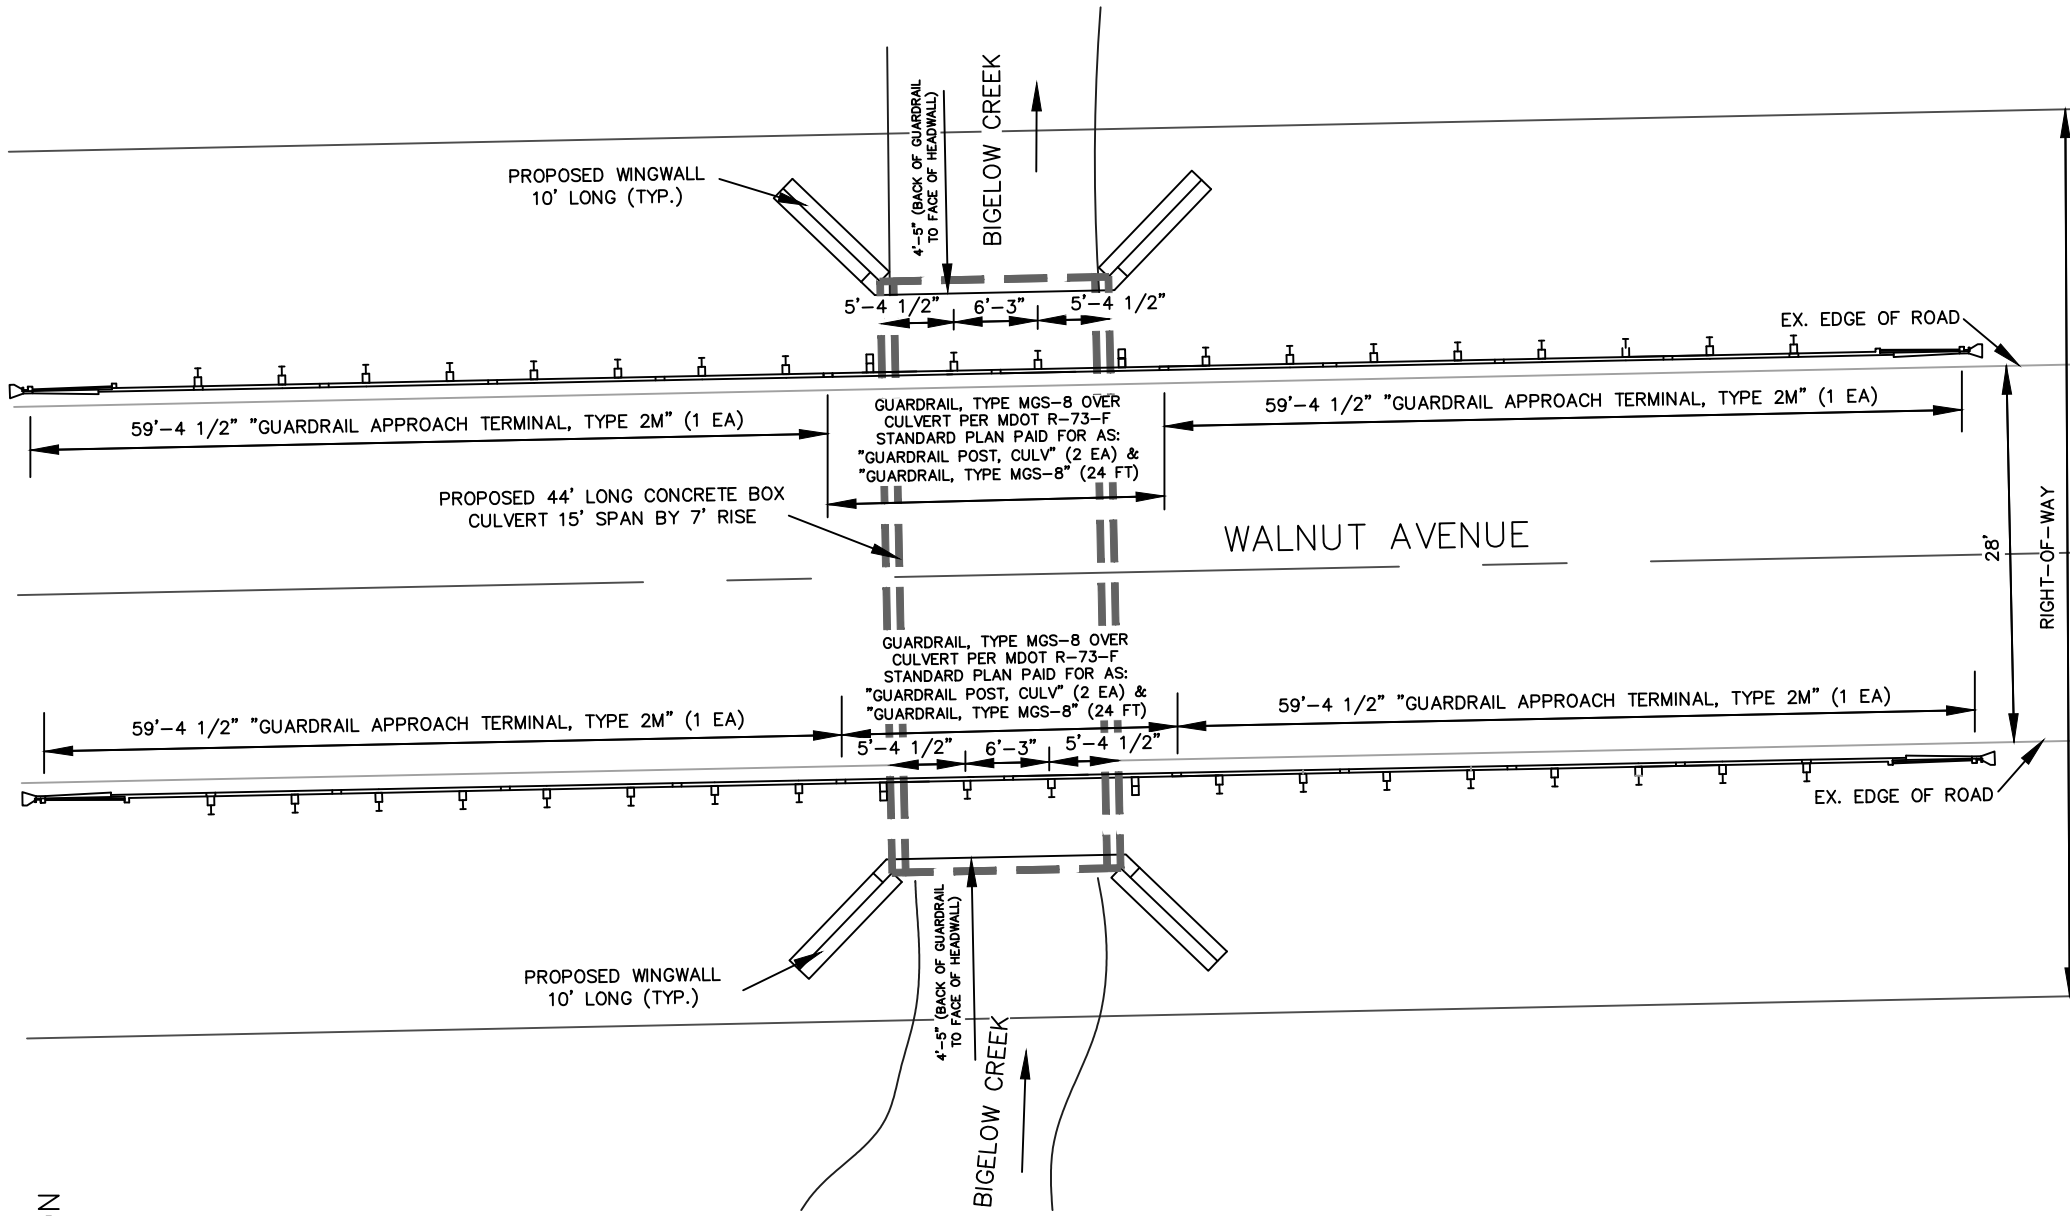 BIGELOW CREEK
4'-5" (BACK OF GUARDRAIL
TO FACE OF HEADWALL)
PROPOSED WINGWALL
10' LONG (TYP.)
5'-4 1/2"
6'-3"
5'-4 1/2"
EX. EDGE OF ROAD
59'-4 1/2" "GUARDRAIL APPROACH TERMINAL, TYPE 2M" (1 EA)
GUARDRAIL, TYPE MGS-8 OVER
CULVERT PER MDOT R-73-F
STANDARD PLAN PAID FOR AS:
"GUARDRAIL POST, CULV" (2 EA) &
"GUARDRAIL, TYPE MGS-8" (24 FT)
59'-4 1/2" "GUARDRAIL APPROACH TERMINAL, TYPE 2M" (1 EA)
PROPOSED 44' LONG CONCRETE BOX
CULVERT 15' SPAN BY 7' RISE
WALNUT AVENUE
28'
RIGHT-OF-WAY
GUARDRAIL, TYPE MGS-8 OVER
CULVERT PER MDOT R-73-F
STANDARD PLAN PAID FOR AS:
"GUARDRAIL POST, CULV" (2 EA) &
"GUARDRAIL, TYPE MGS-8" (24 FT)
59'-4 1/2" "GUARDRAIL APPROACH TERMINAL, TYPE 2M" (1 EA)
59'-4 1/2" "GUARDRAIL APPROACH TERMINAL, TYPE 2M" (1 EA)
5'-4 1/2"
6'-3"
5'-4 1/2"
EX. EDGE OF ROAD
4'-5" (BACK OF GUARDRAIL
TO FACE OF HEADWALL)
PROPOSED WINGWALL
10' LONG (TYP.)
BIGELOW CREEK